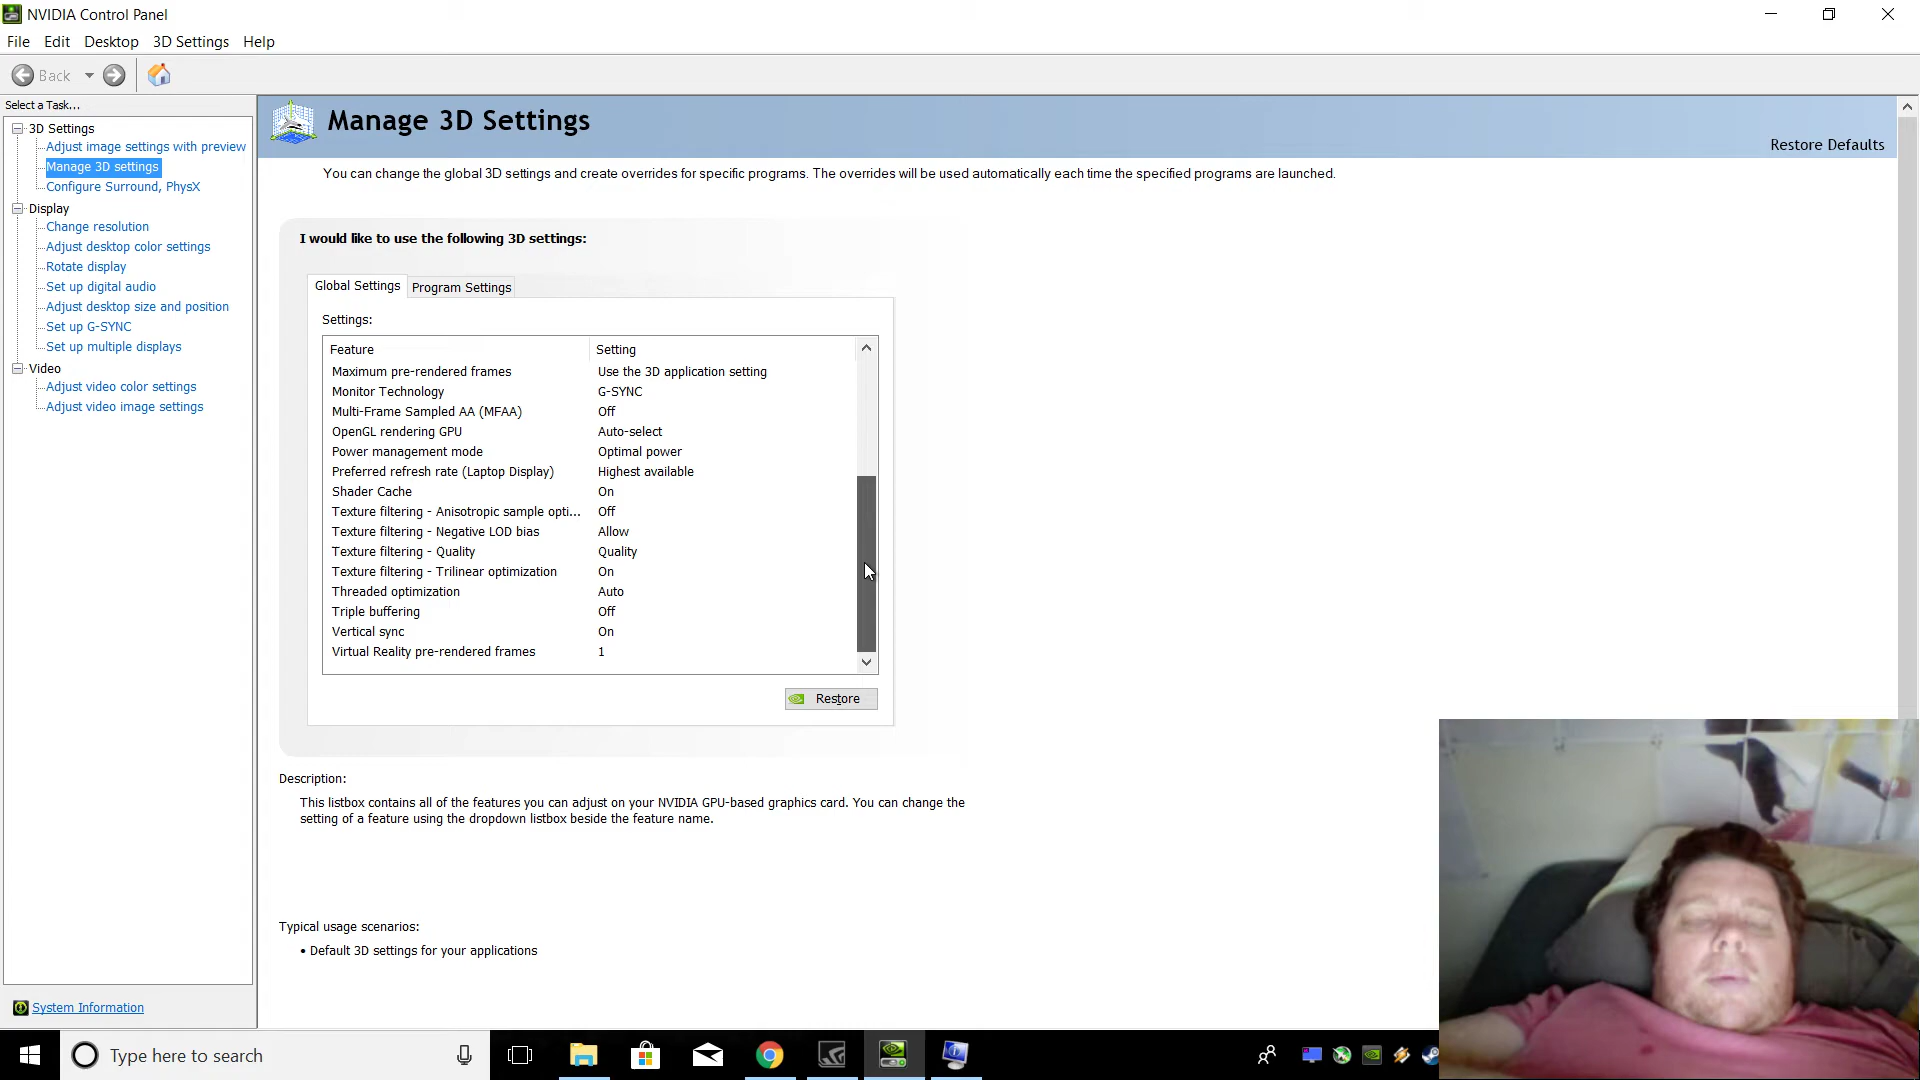 NVIDIA Control Panel
File Edit Desktop 3D Settings Help
Back
Select a Task...
3D Settings
Adjust image settings with preview
Manage 3D settings
Configure Surround, PhysX
Display
Change resolution
Adjust desktop color settings
Rotate display
Set up digital audio
Adjust desktop size and position
Set up G-SYNC
Set up multiple displays
Video
Adjust video color settings
Adjust video image settings
System Information
Manage 3D Settings
Restore Defaults
You can change the global 3D settings and create overrides for specific programs. The overrides will be used automatically each time the specified programs are launched.
I would like to use the following 3D settings:
Global Settings Program Settings
Settings:
Feature Setting
Maximum pre-rendered frames Use the 3D application setting
Monitor Technology G-SYNC
Multi-Frame Sampled AA (MFAA) Off
OpenGL rendering GPU Auto-select
Power management mode Optimal power
Preferred refresh rate (Laptop Display) Highest available
Shader Cache On
Texture filtering - Anisotropic sample opti... Off
Texture filtering - Negative LOD bias Allow
Texture filtering - Quality Quality
Texture filtering - Trilinear optimization On
Threaded optimization Auto
Triple buffering Off
Vertical sync On
Virtual Reality pre-rendered frames 1
Restore
Description:
This listbox contains all of the features you can adjust on your NVIDIA GPU-based graphics card. You can change the
setting of a feature using the dropdown listbox beside the feature name.
Typical usage scenarios:
• Default 3D settings for your applications
Type here to search